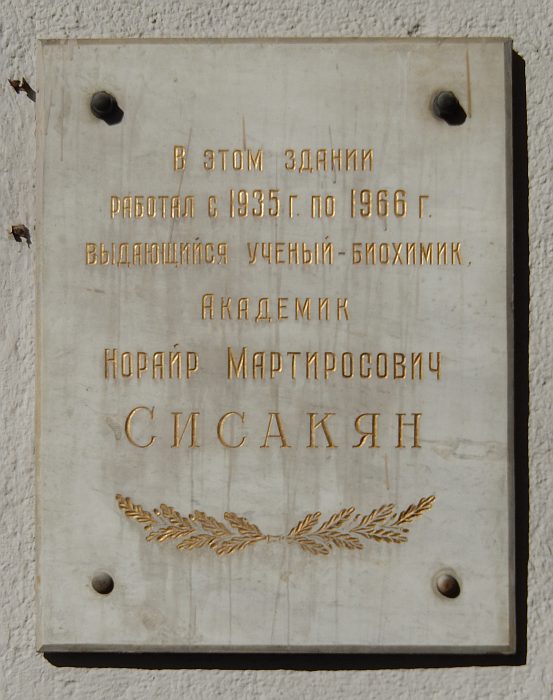 В этом здании
работал с 1935 г. по 1966 г.
выдающийся ученый-биохимик,
Академик
Норайр Мартиросович
СИСАКЯН